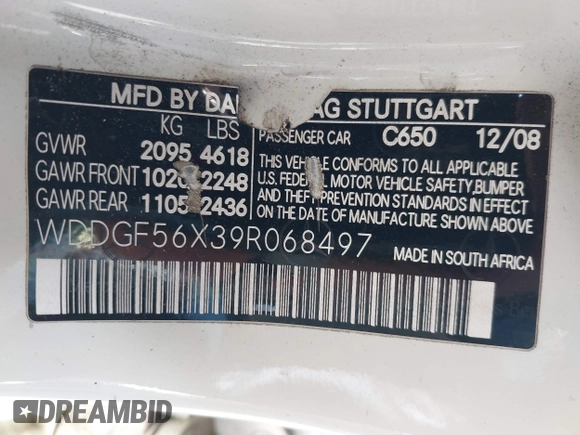 MFD BY DAI AG STUTTGART
KG LBS
GVWR 2095 4618
GAWR FRONT 2248
GAWR REAR 2436
PASSENGER CAR C650 12/08
THIS VEHICLE CONFORMS TO ALL APPLICABLE
U.S. FEDERAL MOTOR VEHICLE SAFETY,BUMPER
AND THEFT PREVENTION STANDARDS IN EFFECT
ON THE DATE OF MANUFACTURE SHOWN ABOVE.
WDDGF56X39R068497
MADE IN SOUTH AFRICA
DREAMBID